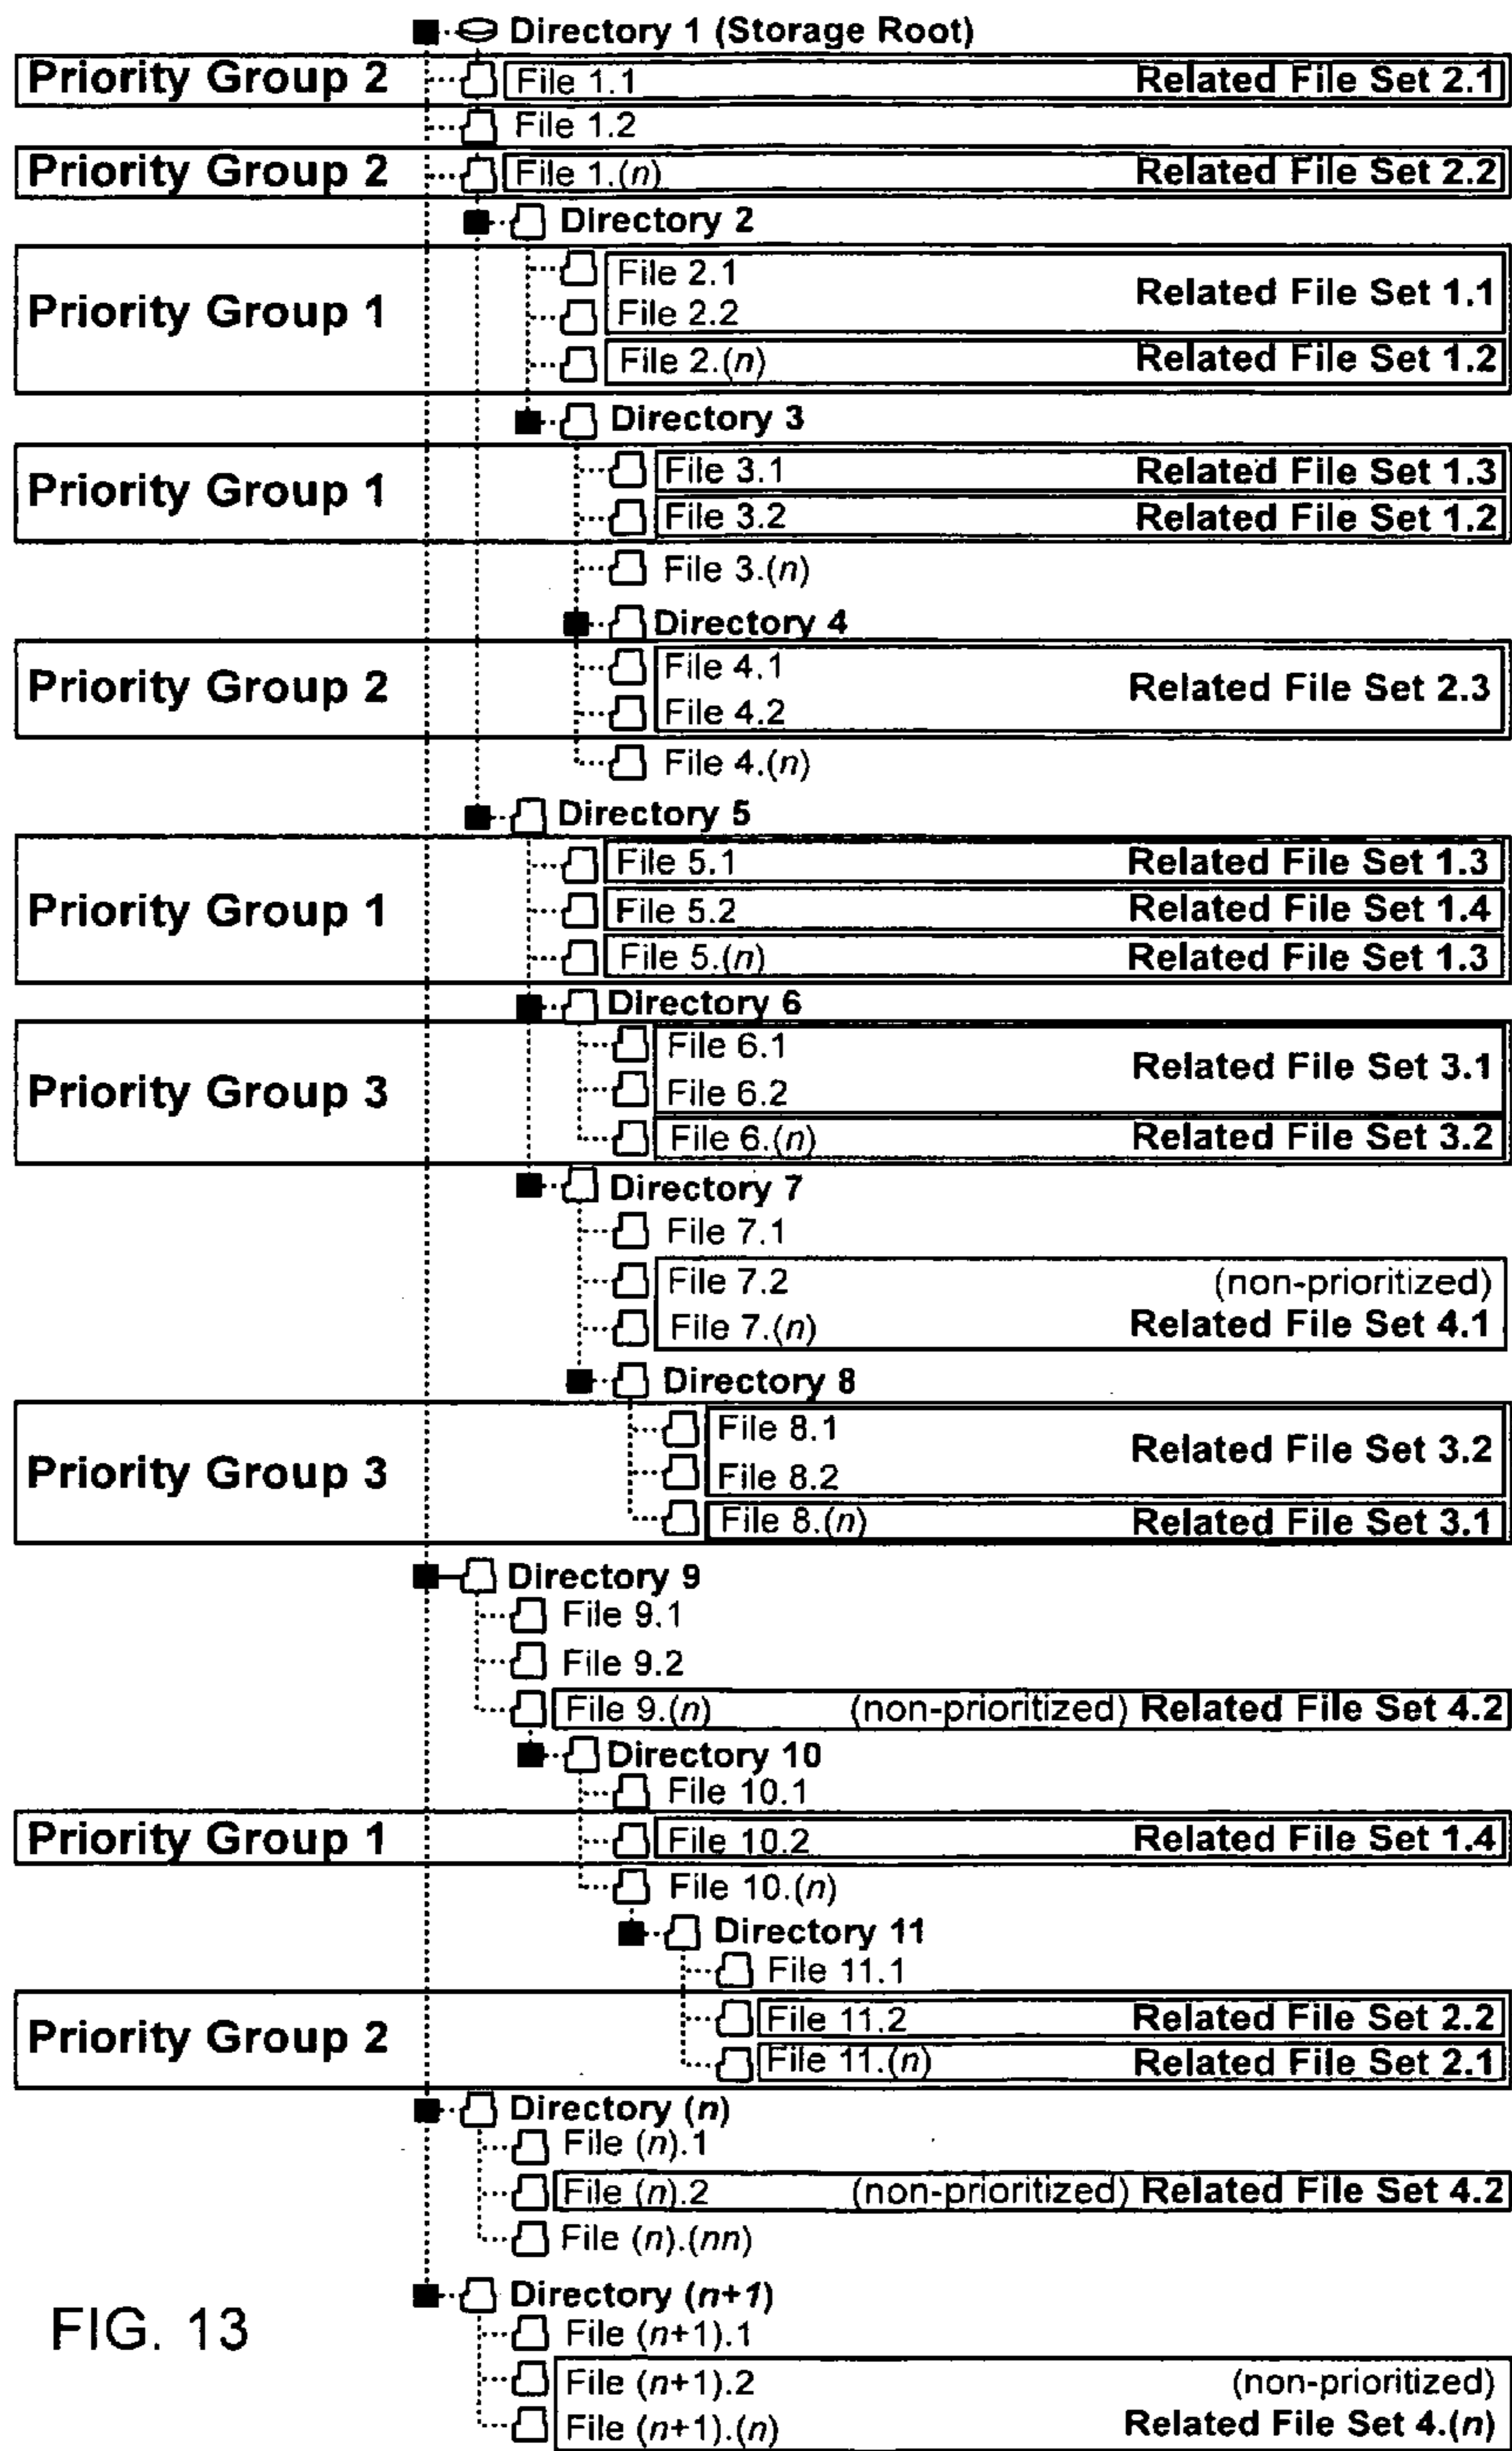 Directory 1 (Storage Root)
Priority Group 2 File 1.1 Related File Set 2.1
File 1.2
Priority Group 2 File 1.(n) Related File Set 2.2
Directory 2
Priority Group 1
File 2.1
File 2.2
Related File Set 1.1
File 2.(n) Related File Set 1.2
Directory 3
Priority Group 1
File 3.1 Related File Set 1.3
File 3.2 Related File Set 1.2
File 3.(n)
Directory 4
Priority Group 2
File 4.1
File 4.2
Related File Set 2.3
File 4.(n)
Directory 5
Priority Group 1
File 5.1 Related File Set 1.3
File 5.2 Related File Set 1.4
File 5.(n) Related File Set 1.3
Directory 6
Priority Group 3
File 6.1
File 6.2
Related File Set 3.1
File 6.(n) Related File Set 3.2
Directory 7
File 7.1
File 7.2 (non-prioritized)
File 7.(n) Related File Set 4.1
Directory 8
Priority Group 3
File 8.1
File 8.2
Related File Set 3.2
File 8.(n) Related File Set 3.1
Directory 9
File 9.1
File 9.2
File 9.(n) (non-prioritized) Related File Set 4.2
Directory 10
File 10.1
Priority Group 1 File 10.2 Related File Set 1.4
File 10.(n)
Directory 11
File 11.1
Priority Group 2
File 11.2 Related File Set 2.2
File 11.(n) Related File Set 2.1
Directory (n)
File (n).1
File (n).2 (non-prioritized) Related File Set 4.2
File (n).(nn)
Directory (n+1)
File (n+1).1
File (n+1).2 (non-prioritized)
File (n+1).(n) Related File Set 4.(n)
FIG. 13